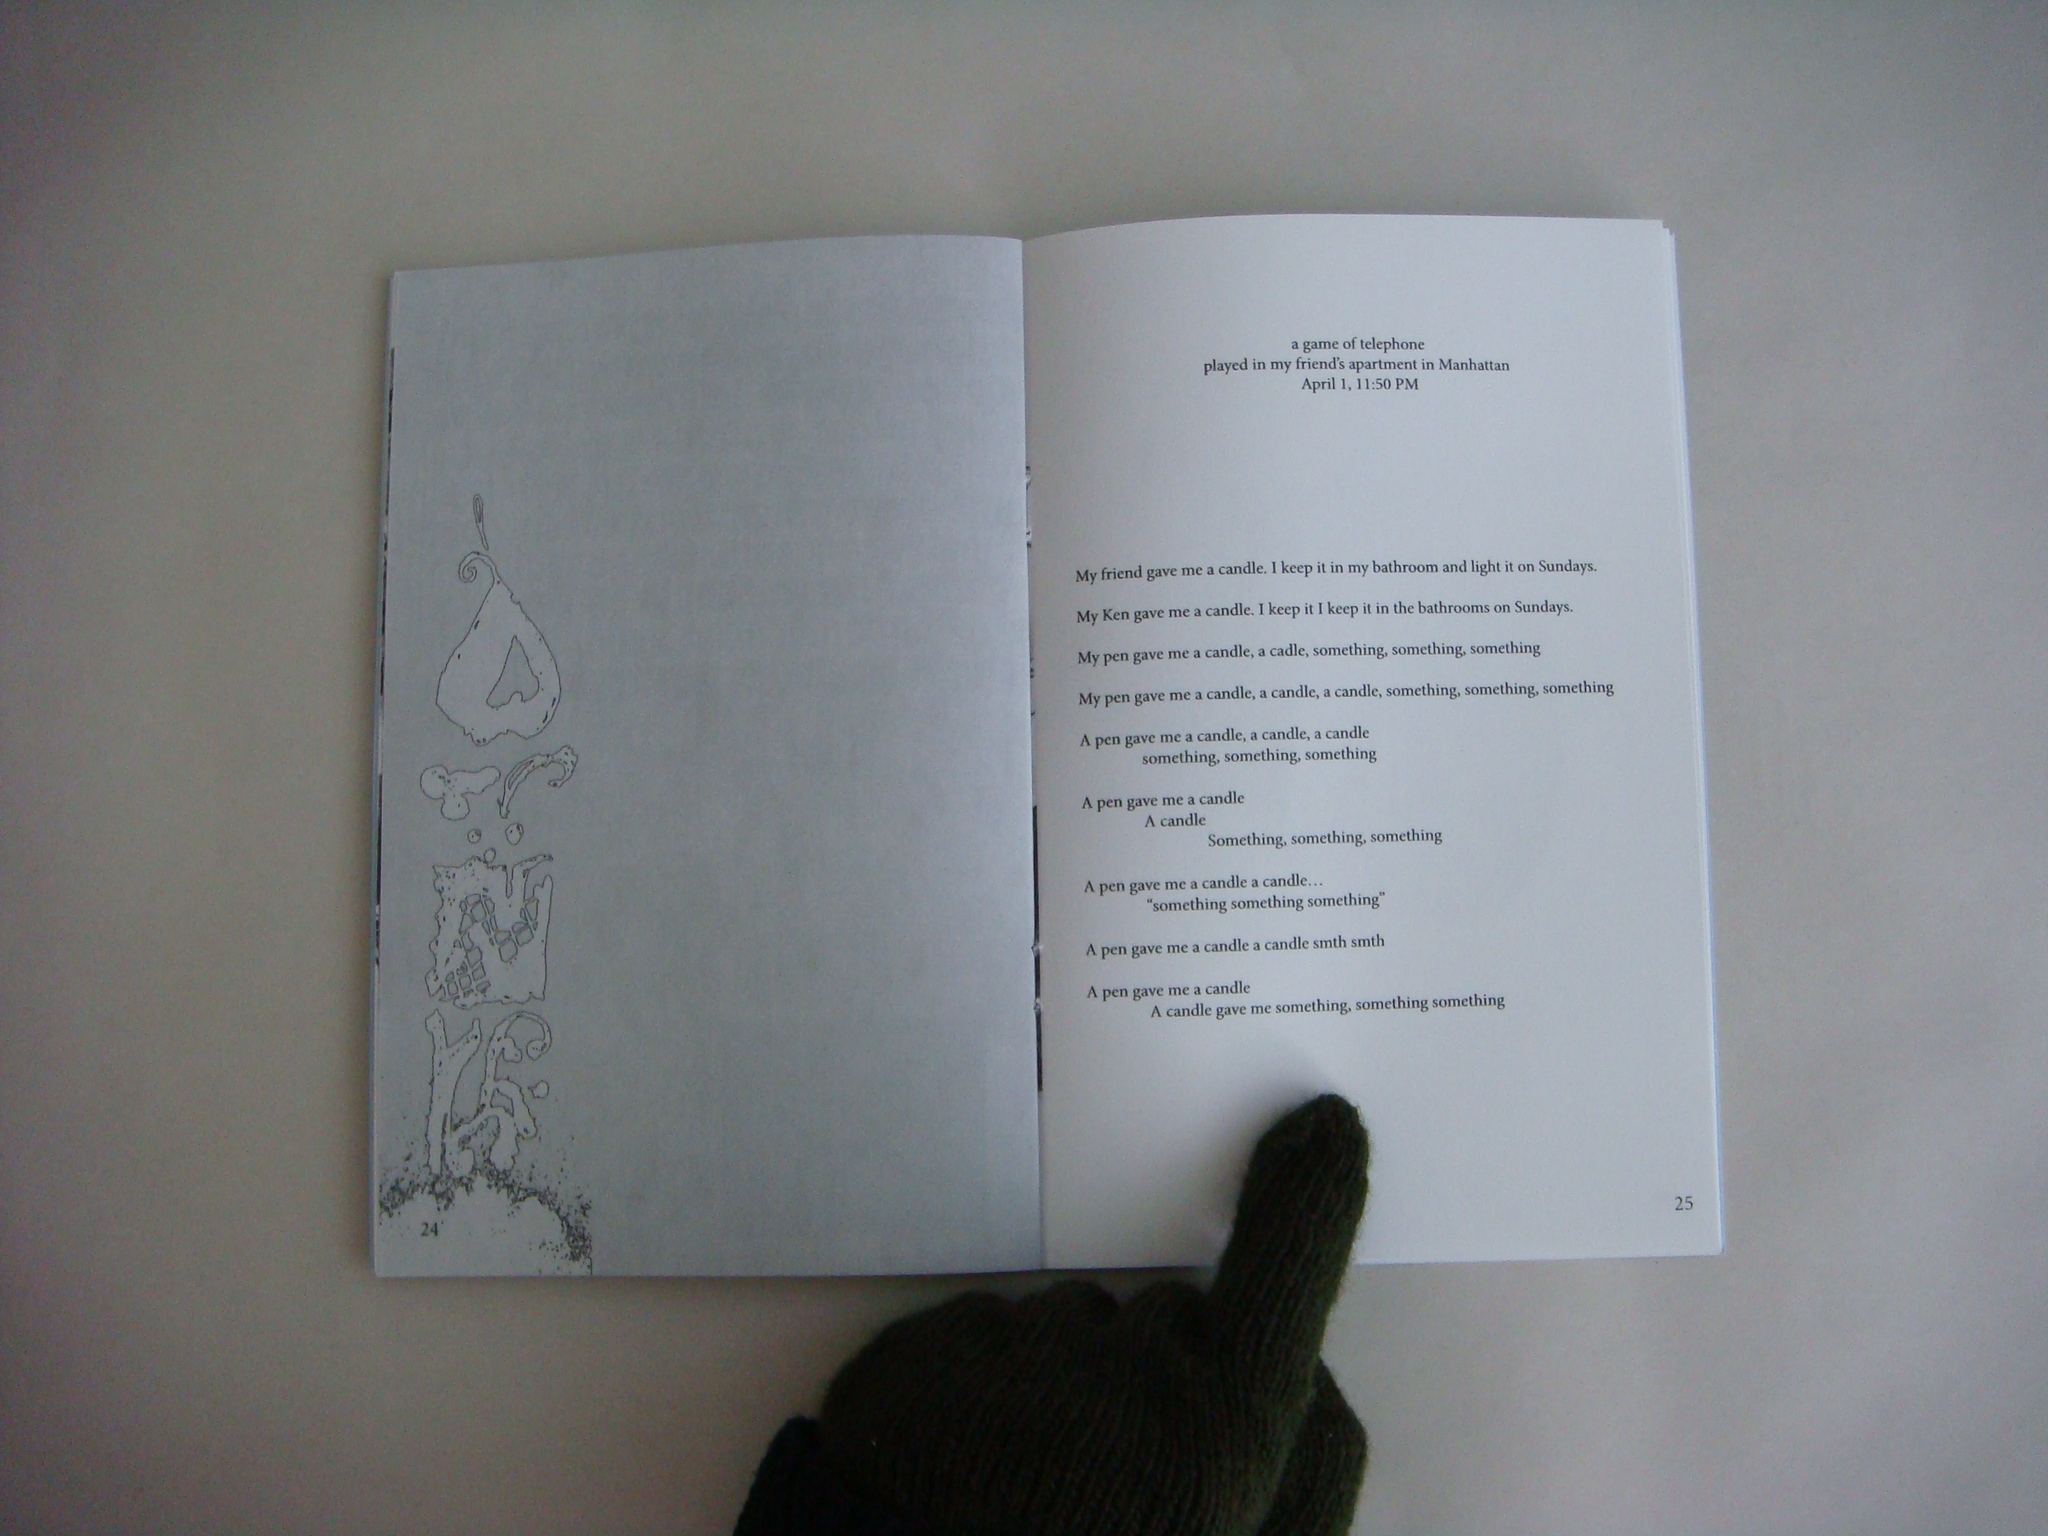 24
a game of telephone
played in my friend's apartment in Manhattan
April 1, 11:50 PM
My friend gave me a candle. I keep it in my bathroom and light it on Sundays.
My Ken gave me a candle. I keep it I keep it in the bathrooms on Sundays.
My pen gave me a candle, a cadle, something, something, something
My pen gave me a candle, a candle, a candle, something, something, something
A pen gave me a candle, a candle, a candle
something, something, something
A pen gave me a candle
A candle
Something, something, something
A pen gave me a candle a candle…
“something something something”
A pen gave me a candle a candle smth smth
A pen gave me a candle
A candle gave me something, something something
25